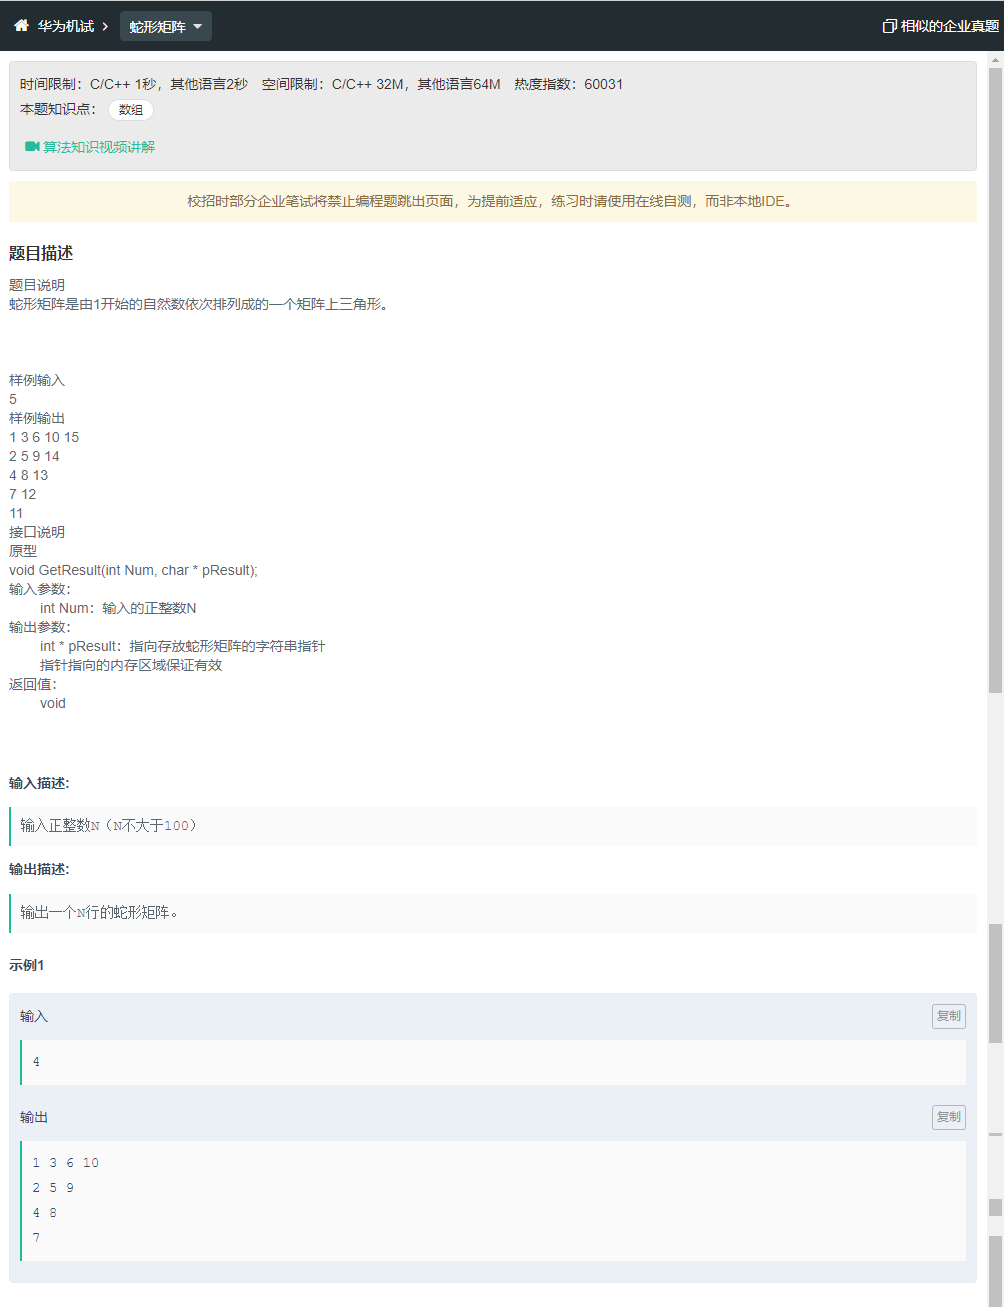 华为机试 蛇形矩阵 相似的企业真题
时间限制：C/C++ 1秒，其他语言2秒 空间限制：C/C++ 32M，其他语言64M 热度指数：60031
本题知识点： 数组
算法知识视频讲解
校招时部分企业笔试将禁止编程题跳出页面，为提前适应，练习时请使用在线自测，而非本地IDE。
题目描述
题目说明
蛇形矩阵是由1开始的自然数依次排列成的一个矩阵上三角形。
样例输入
5
样例输出
1 3 6 10 15
2 5 9 14
4 8 13
7 12
11
接口说明
原型
void GetResult(int Num, char * pResult);
输入参数：
int Num：输入的正整数N
输出参数：
int * pResult：指向存放蛇形矩阵的字符串指针
指针指向的内存区域保证有效
返回值：
void
输入描述:
输入正整数N（N不大于100）
输出描述:
输出一个N行的蛇形矩阵。
示例1
输入 复制
4
输出 复制
1 3 6 10
2 5 9
4 8
7